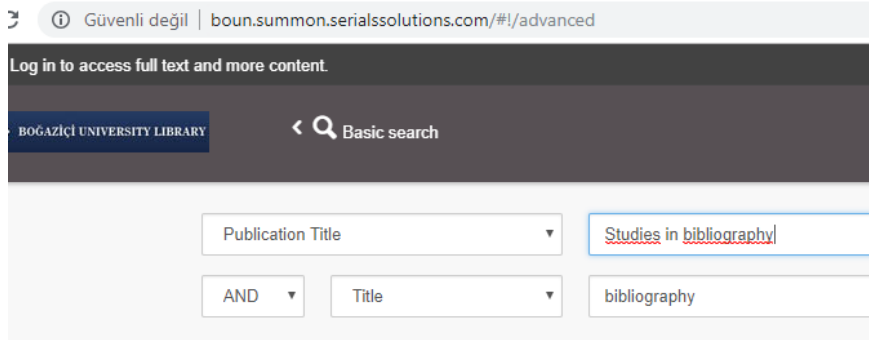 Güvenli değil | boun.summon.serialssolutions.com/#!/advanced
Log in to access full text and more content.
BOĞAZİÇİ UNIVERSITY LIBRARY
Basic search
Publication Title Studies in bibliography
AND Title bibliography